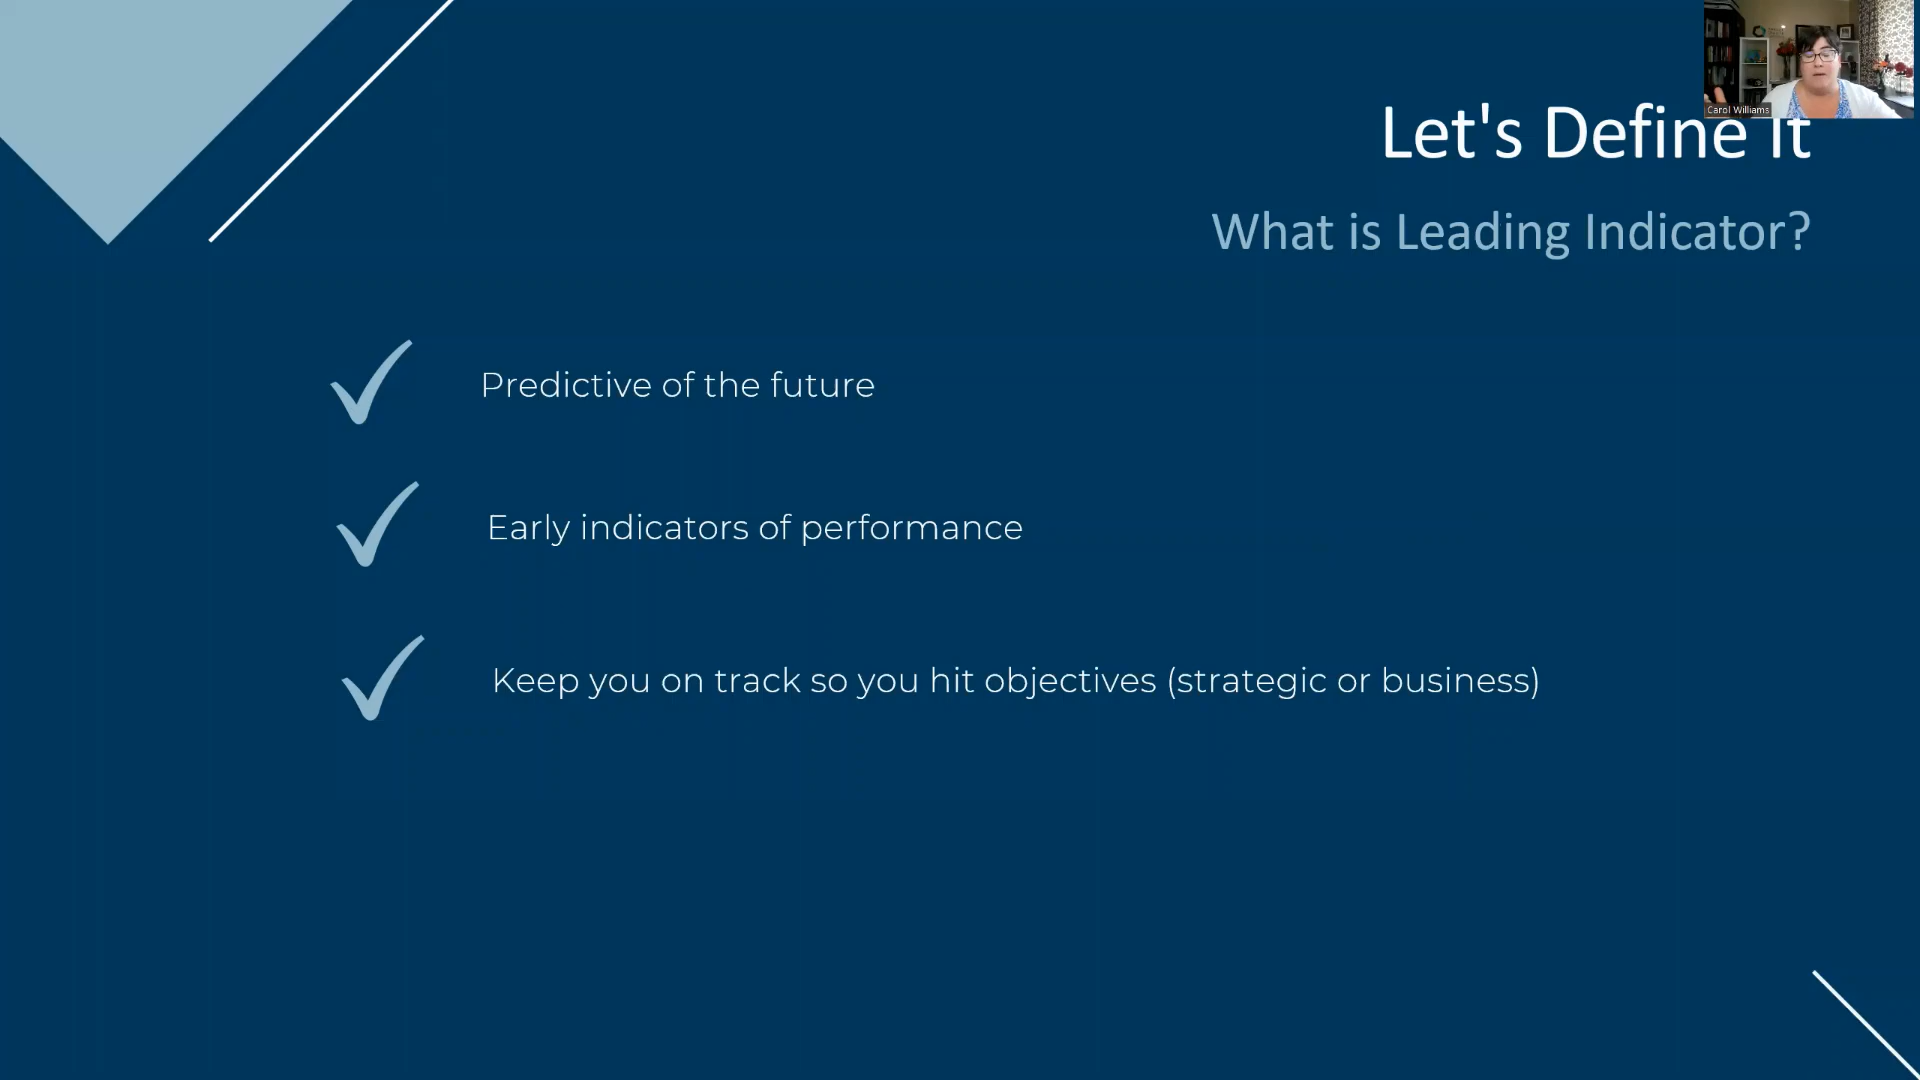 Carol Williams
Let's Define It
What is Leading Indicator?
Predictive of the future
Early indicators of performance
Keep you on track so you hit objectives (strategic or business)